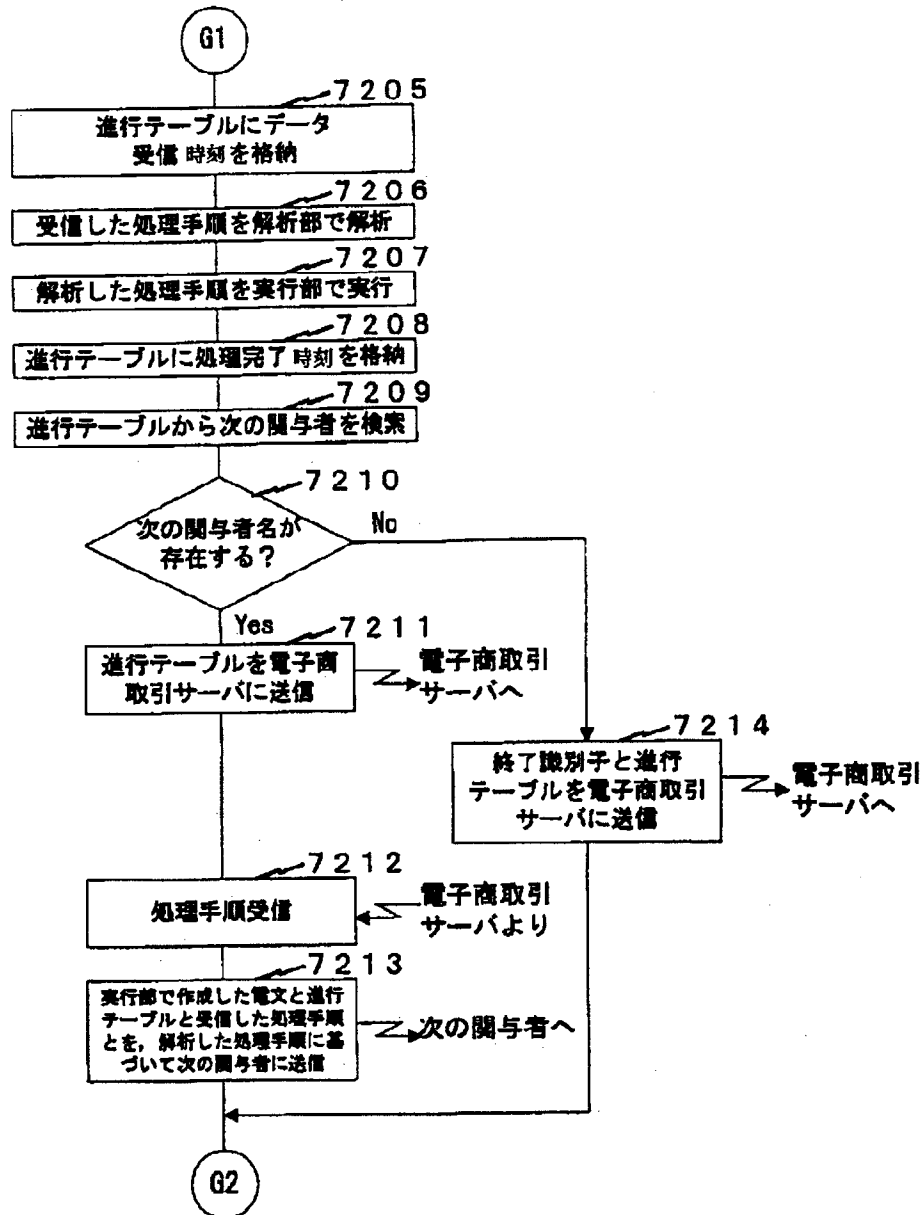 G1
7205
進行テーブルにデータ
受信時刻を格納
7206
受信した処理手順を解析部で解析
7207
解析した処理手順を実行部で実行
7208
進行テーブルに処理完了時刻を格納
7209
進行テーブルから次の関与者を検索
7210
次の関与者名が
存在する?
No
Yes
7211
進行テーブルを電子商
取引サーバに送信
電子商取引
サーバへ
7214
終了識別子と進行
テーブルを電子商取引
サーバに送信
電子商取引
サーバへ
7212
処理手順受信
電子商取引
サーバより
7213
実行部で作成した電文と進行
テーブルと受信した処理手順
とを,解析した処理手順に基
づいて次の関与者に送信
次の関与者へ
G2